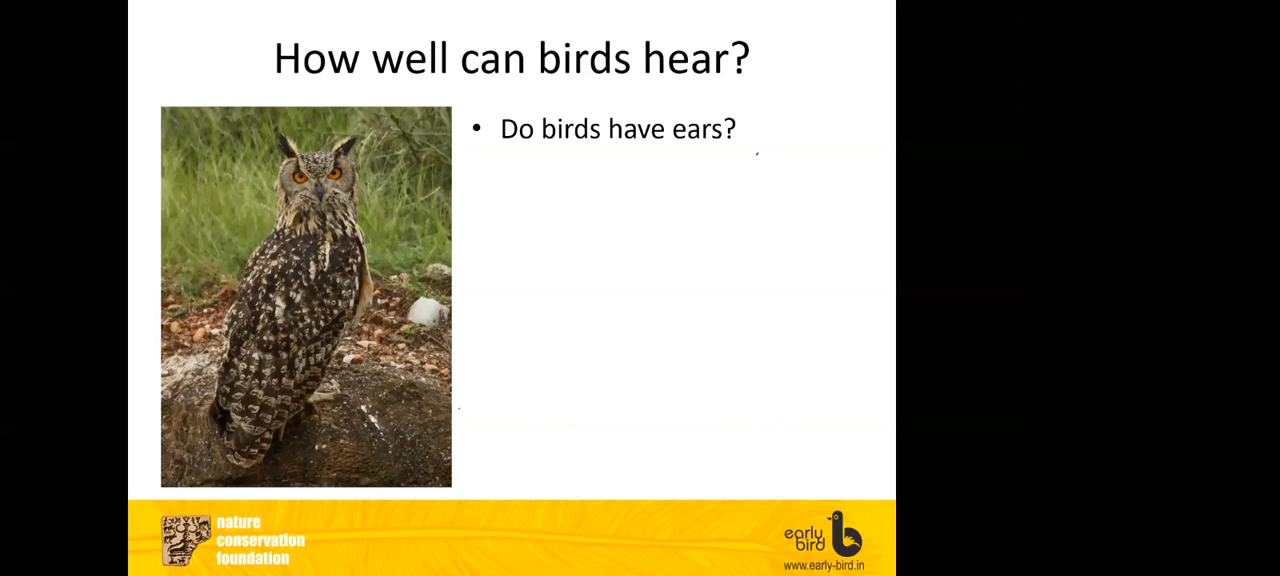 How well can birds hear?
• Do birds have ears?
nature
conservation
foundation
early
bird
www.early-bird.in